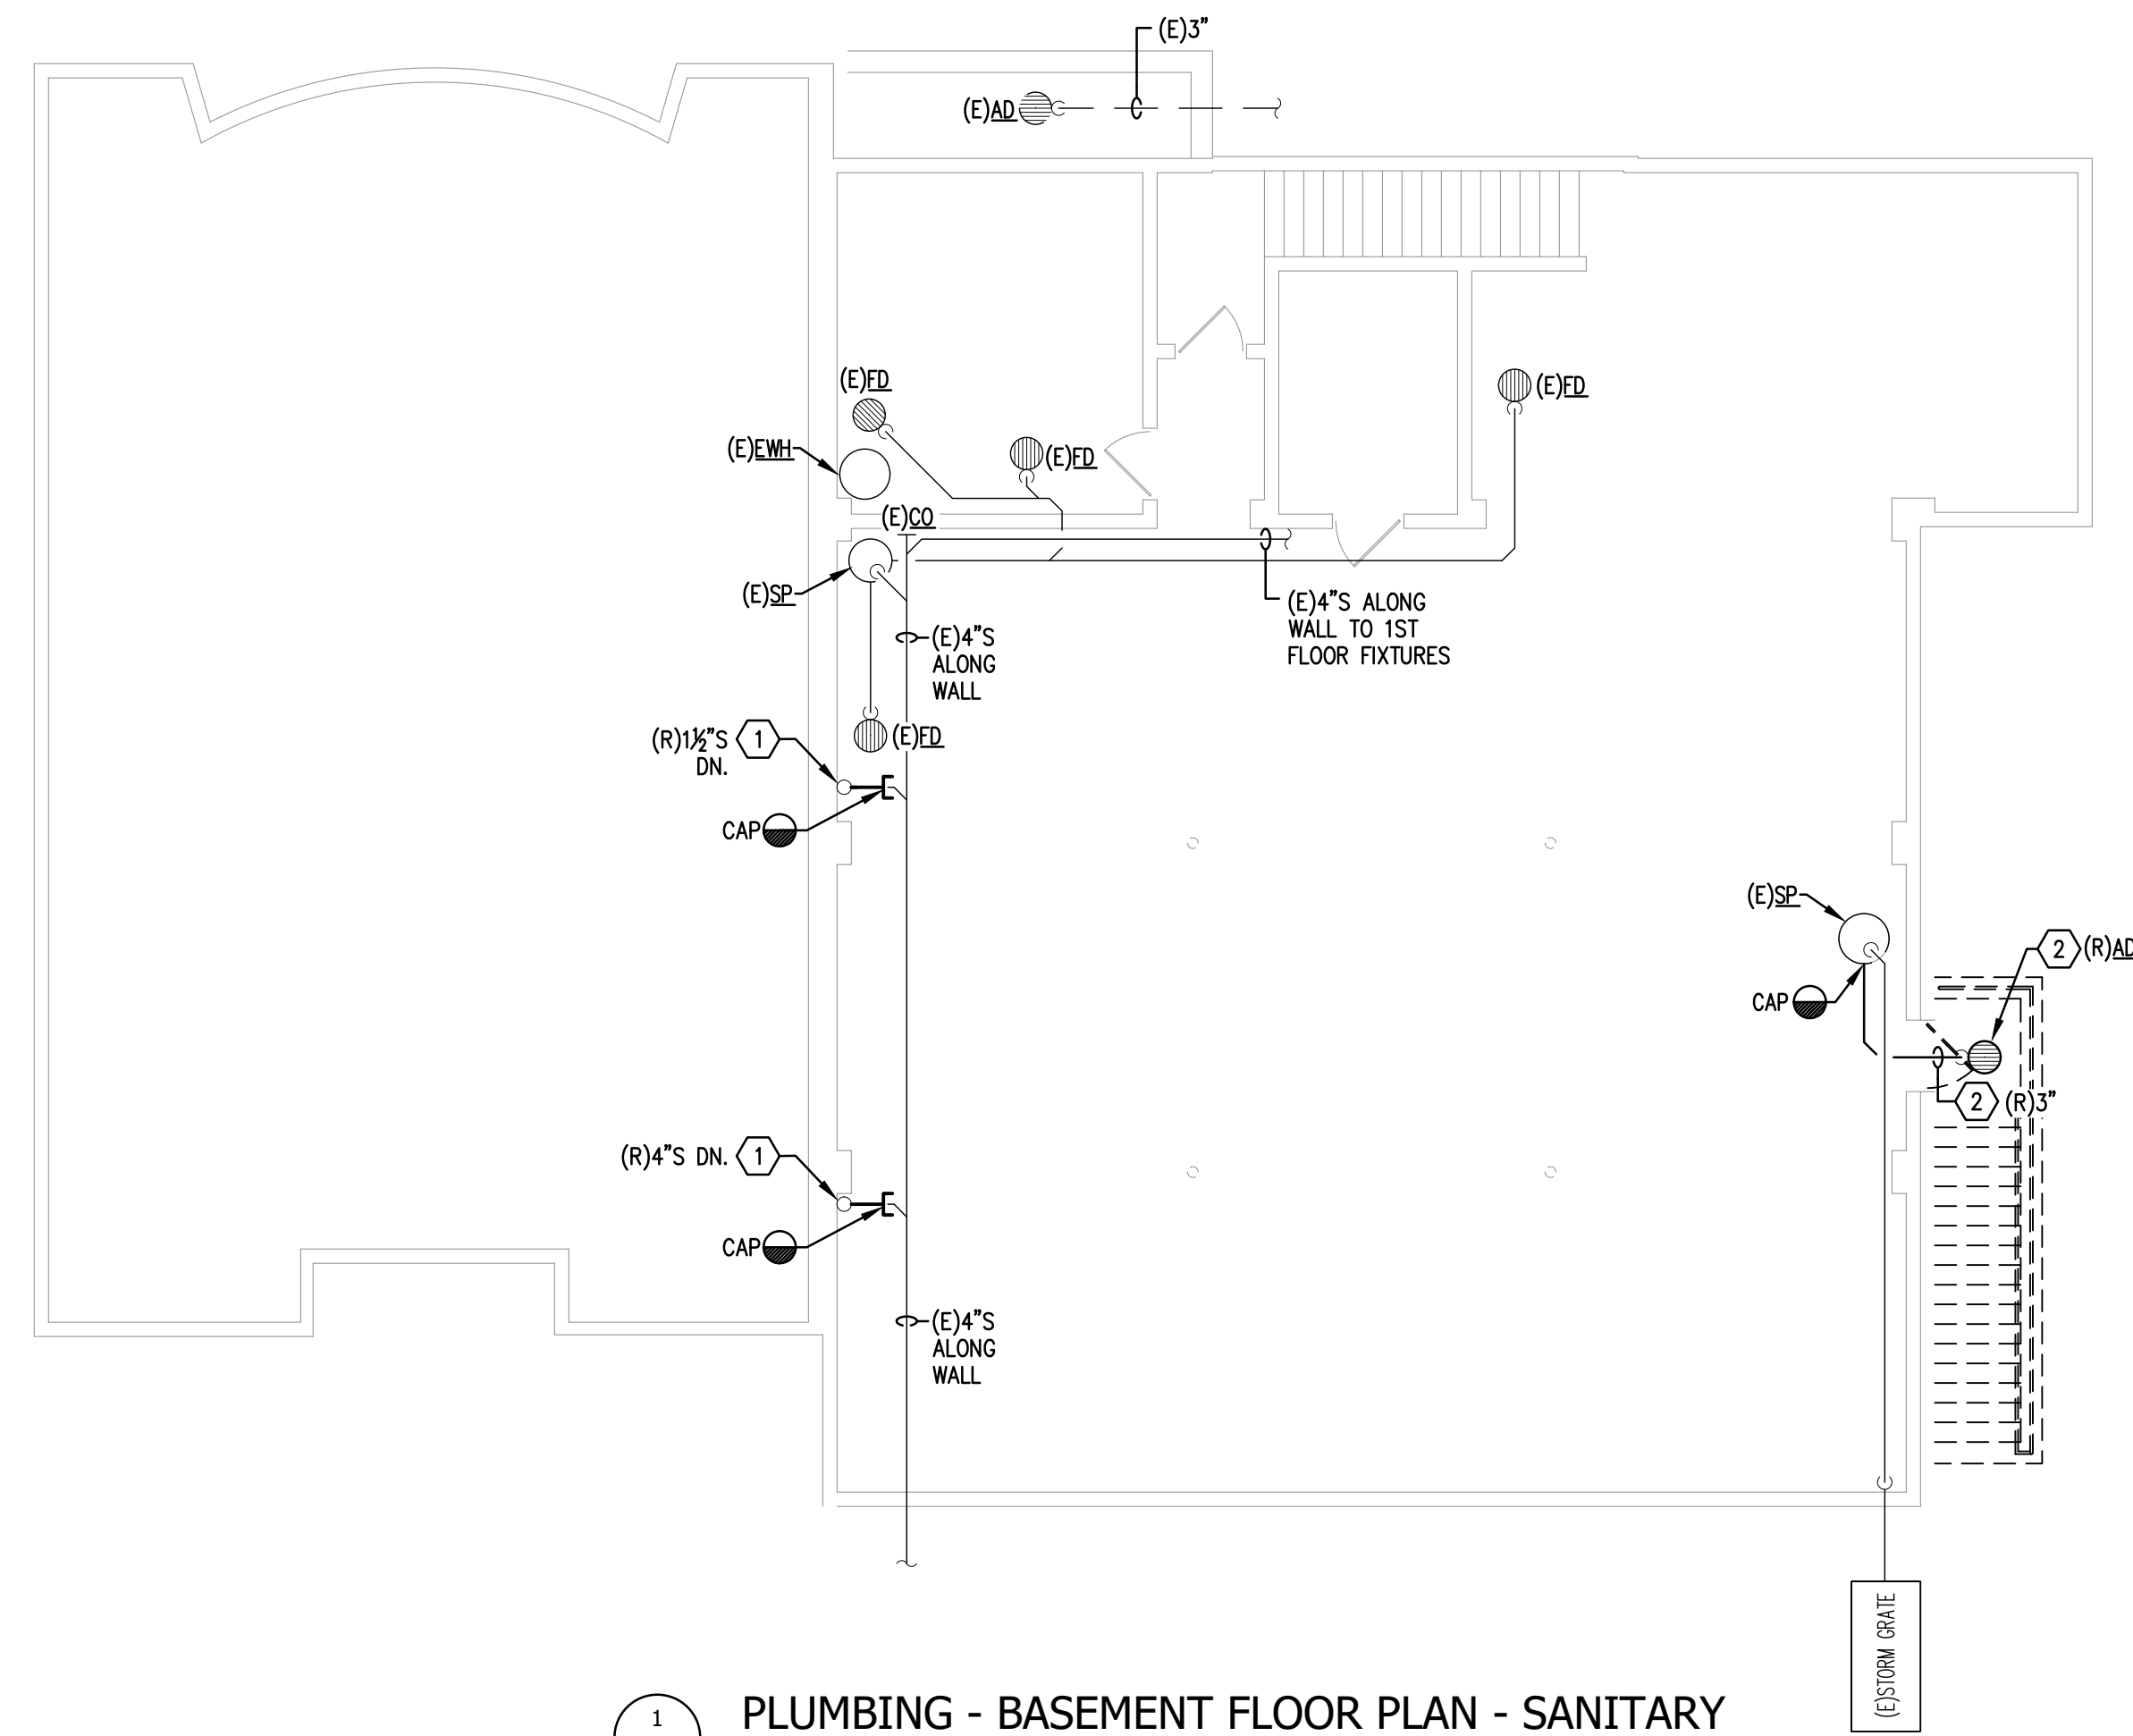 (E)3"
(E)AD
(E)FD
(E)FD
(E)EWH
(E)FD
(E)CO
(E)SP
(E)4"S ALONG
WALL TO 1ST
FLOOR FIXTURES
(E)4"S
ALONG
WALL
(R)1½"S
DN.
1
(E)FD
CAP
(E)SP
2
(R)AD
CAP
2
(R)3"
(R)4"S DN.
1
CAP
(E)4"S
ALONG
WALL
(E)STORM GRATE
1
PLUMBING - BASEMENT FLOOR PLAN - SANITARY